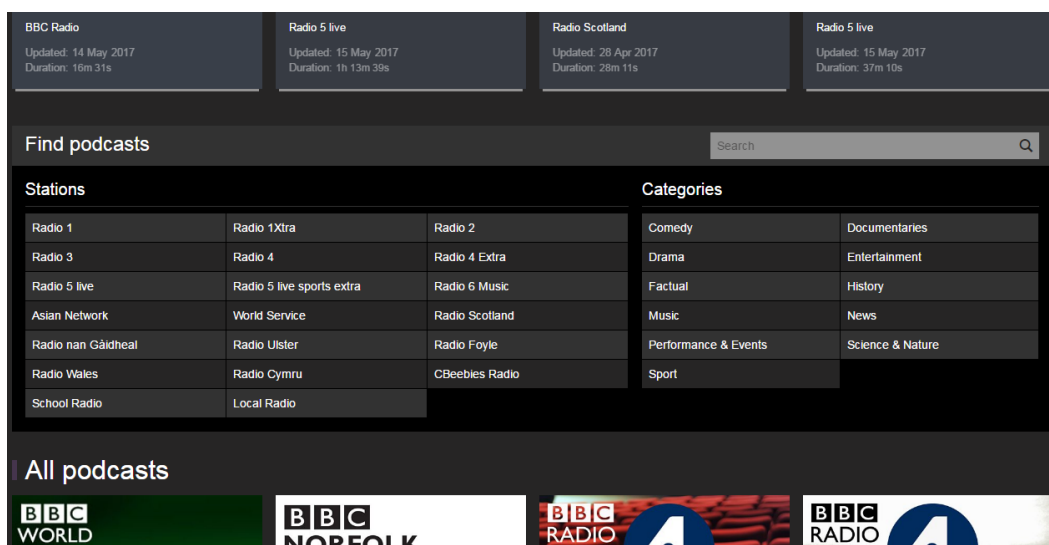 BBC Radio
Updated: 14 May 2017
Duration: 16m 31s
Radio 5 live
Updated: 15 May 2017
Duration: 1h 13m 39s
Radio Scotland
Updated: 28 Apr 2017
Duration: 28m 11s
Radio 5 live
Updated: 15 May 2017
Duration: 37m 10s
Find podcasts
Search
Stations
Radio 1 Radio 1Xtra Radio 2
Radio 3 Radio 4 Radio 4 Extra
Radio 5 live Radio 5 live sports extra Radio 6 Music
Asian Network World Service Radio Scotland
Radio nan Gàidheal Radio Ulster Radio Foyle
Radio Wales Radio Cymru CBeebies Radio
School Radio Local Radio
Categories
Comedy Documentaries
Drama Entertainment
Factual History
Music News
Performance & Events Science & Nature
Sport
All podcasts
BBC
WORLD
BBC
NORFOLK
BBC
RADIO
4
BBC
RADIO
4